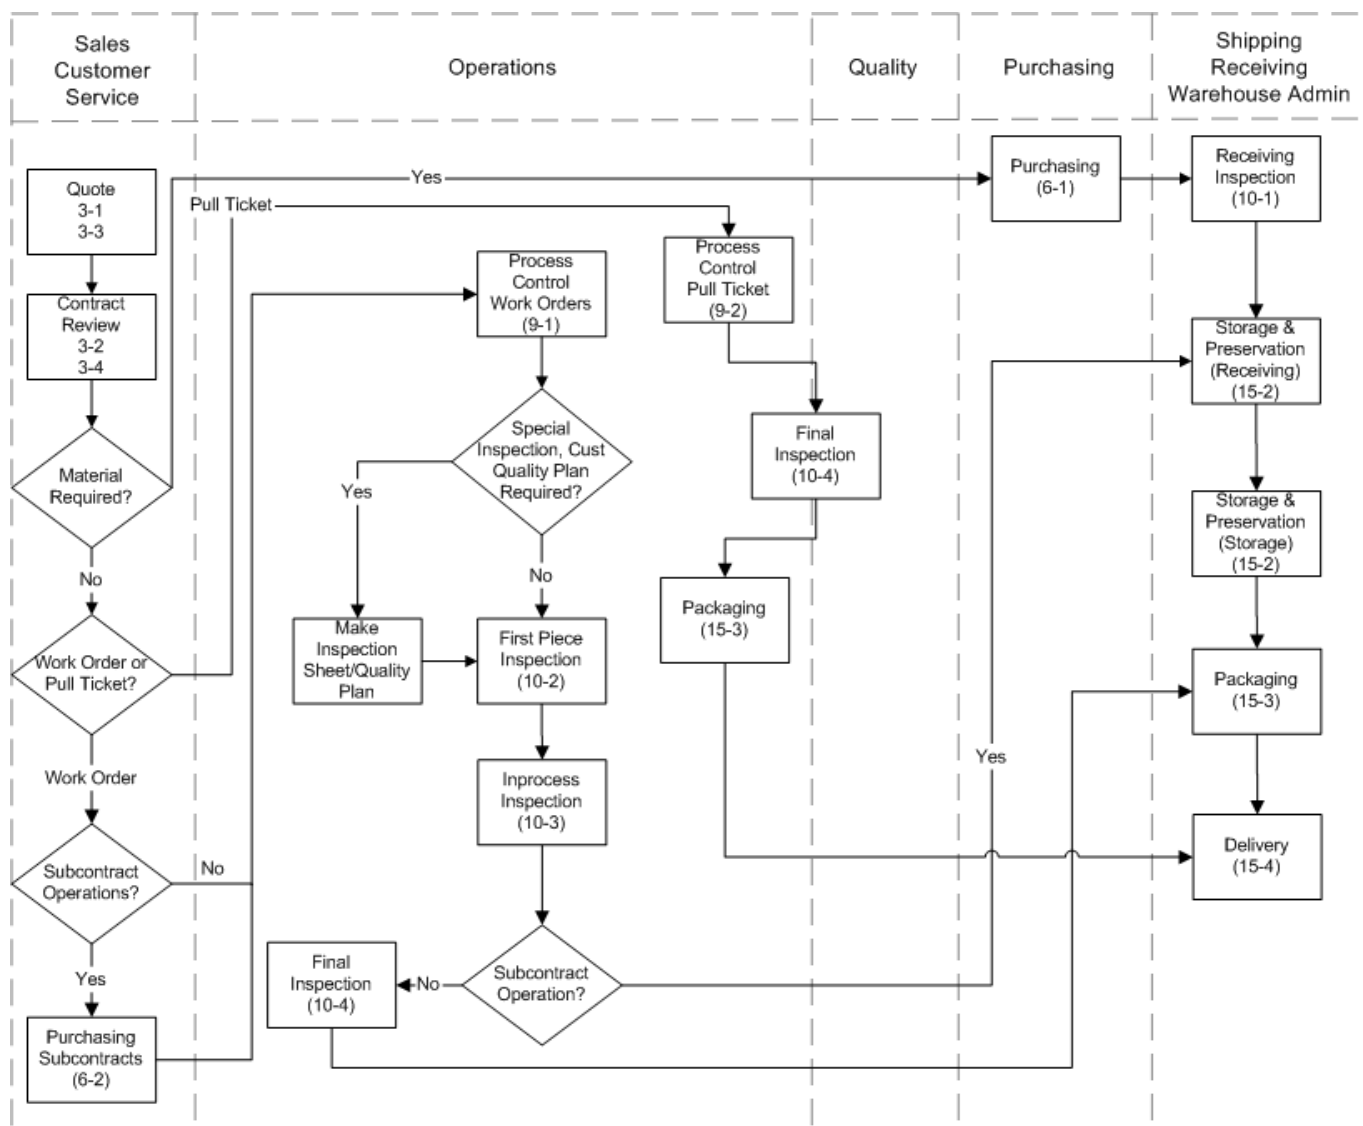 Sales
Customer
Service
Operations
Quality
Purchasing
Shipping
Receiving
Warehouse Admin
Quote
3-1
3-3
Contract
Review
3-2
3-4
Material
Required?
No
Yes
Work Order or
Pull Ticket?
Pull Ticket
Work Order
Subcontract
Operations?
No
Yes
Purchasing
Subcontracts
(6-2)
Process
Control
Work Orders
(9-1)
Special
Inspection, Cust
Quality Plan
Required?
Yes
No
Make
Inspection
Sheet/Quality
Plan
First Piece
Inspection
(10-2)
Inprocess
Inspection
(10-3)
Subcontract
Operation?
No
Final
Inspection
(10-4)
Yes
Process
Control
Pull Ticket
(9-2)
Final
Inspection
(10-4)
Packaging
(15-3)
Purchasing
(6-1)
Receiving
Inspection
(10-1)
Storage &
Preservation
(Receiving)
(15-2)
Storage &
Preservation
(Storage)
(15-2)
Packaging
(15-3)
Delivery
(15-4)